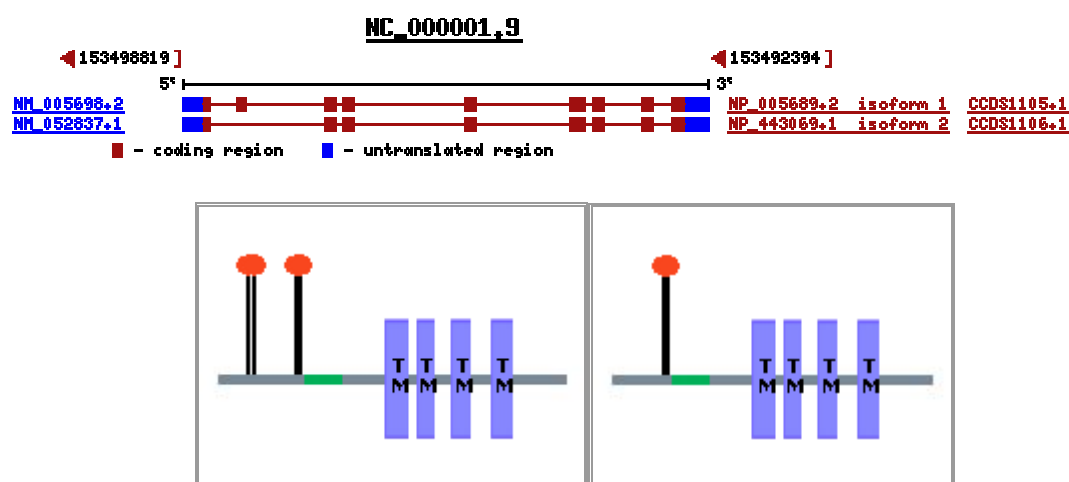 NC_000001.9
153498819] 153492394]
5' 3'
NM_005698.2 NP_005689.2 isoform 1 CCDS1105.1
NM_052837.1 NP_443069.1 isoform 2 CCDS1106.1
- coding region - untranslated region
TM TM TM TM TM TM TM TM